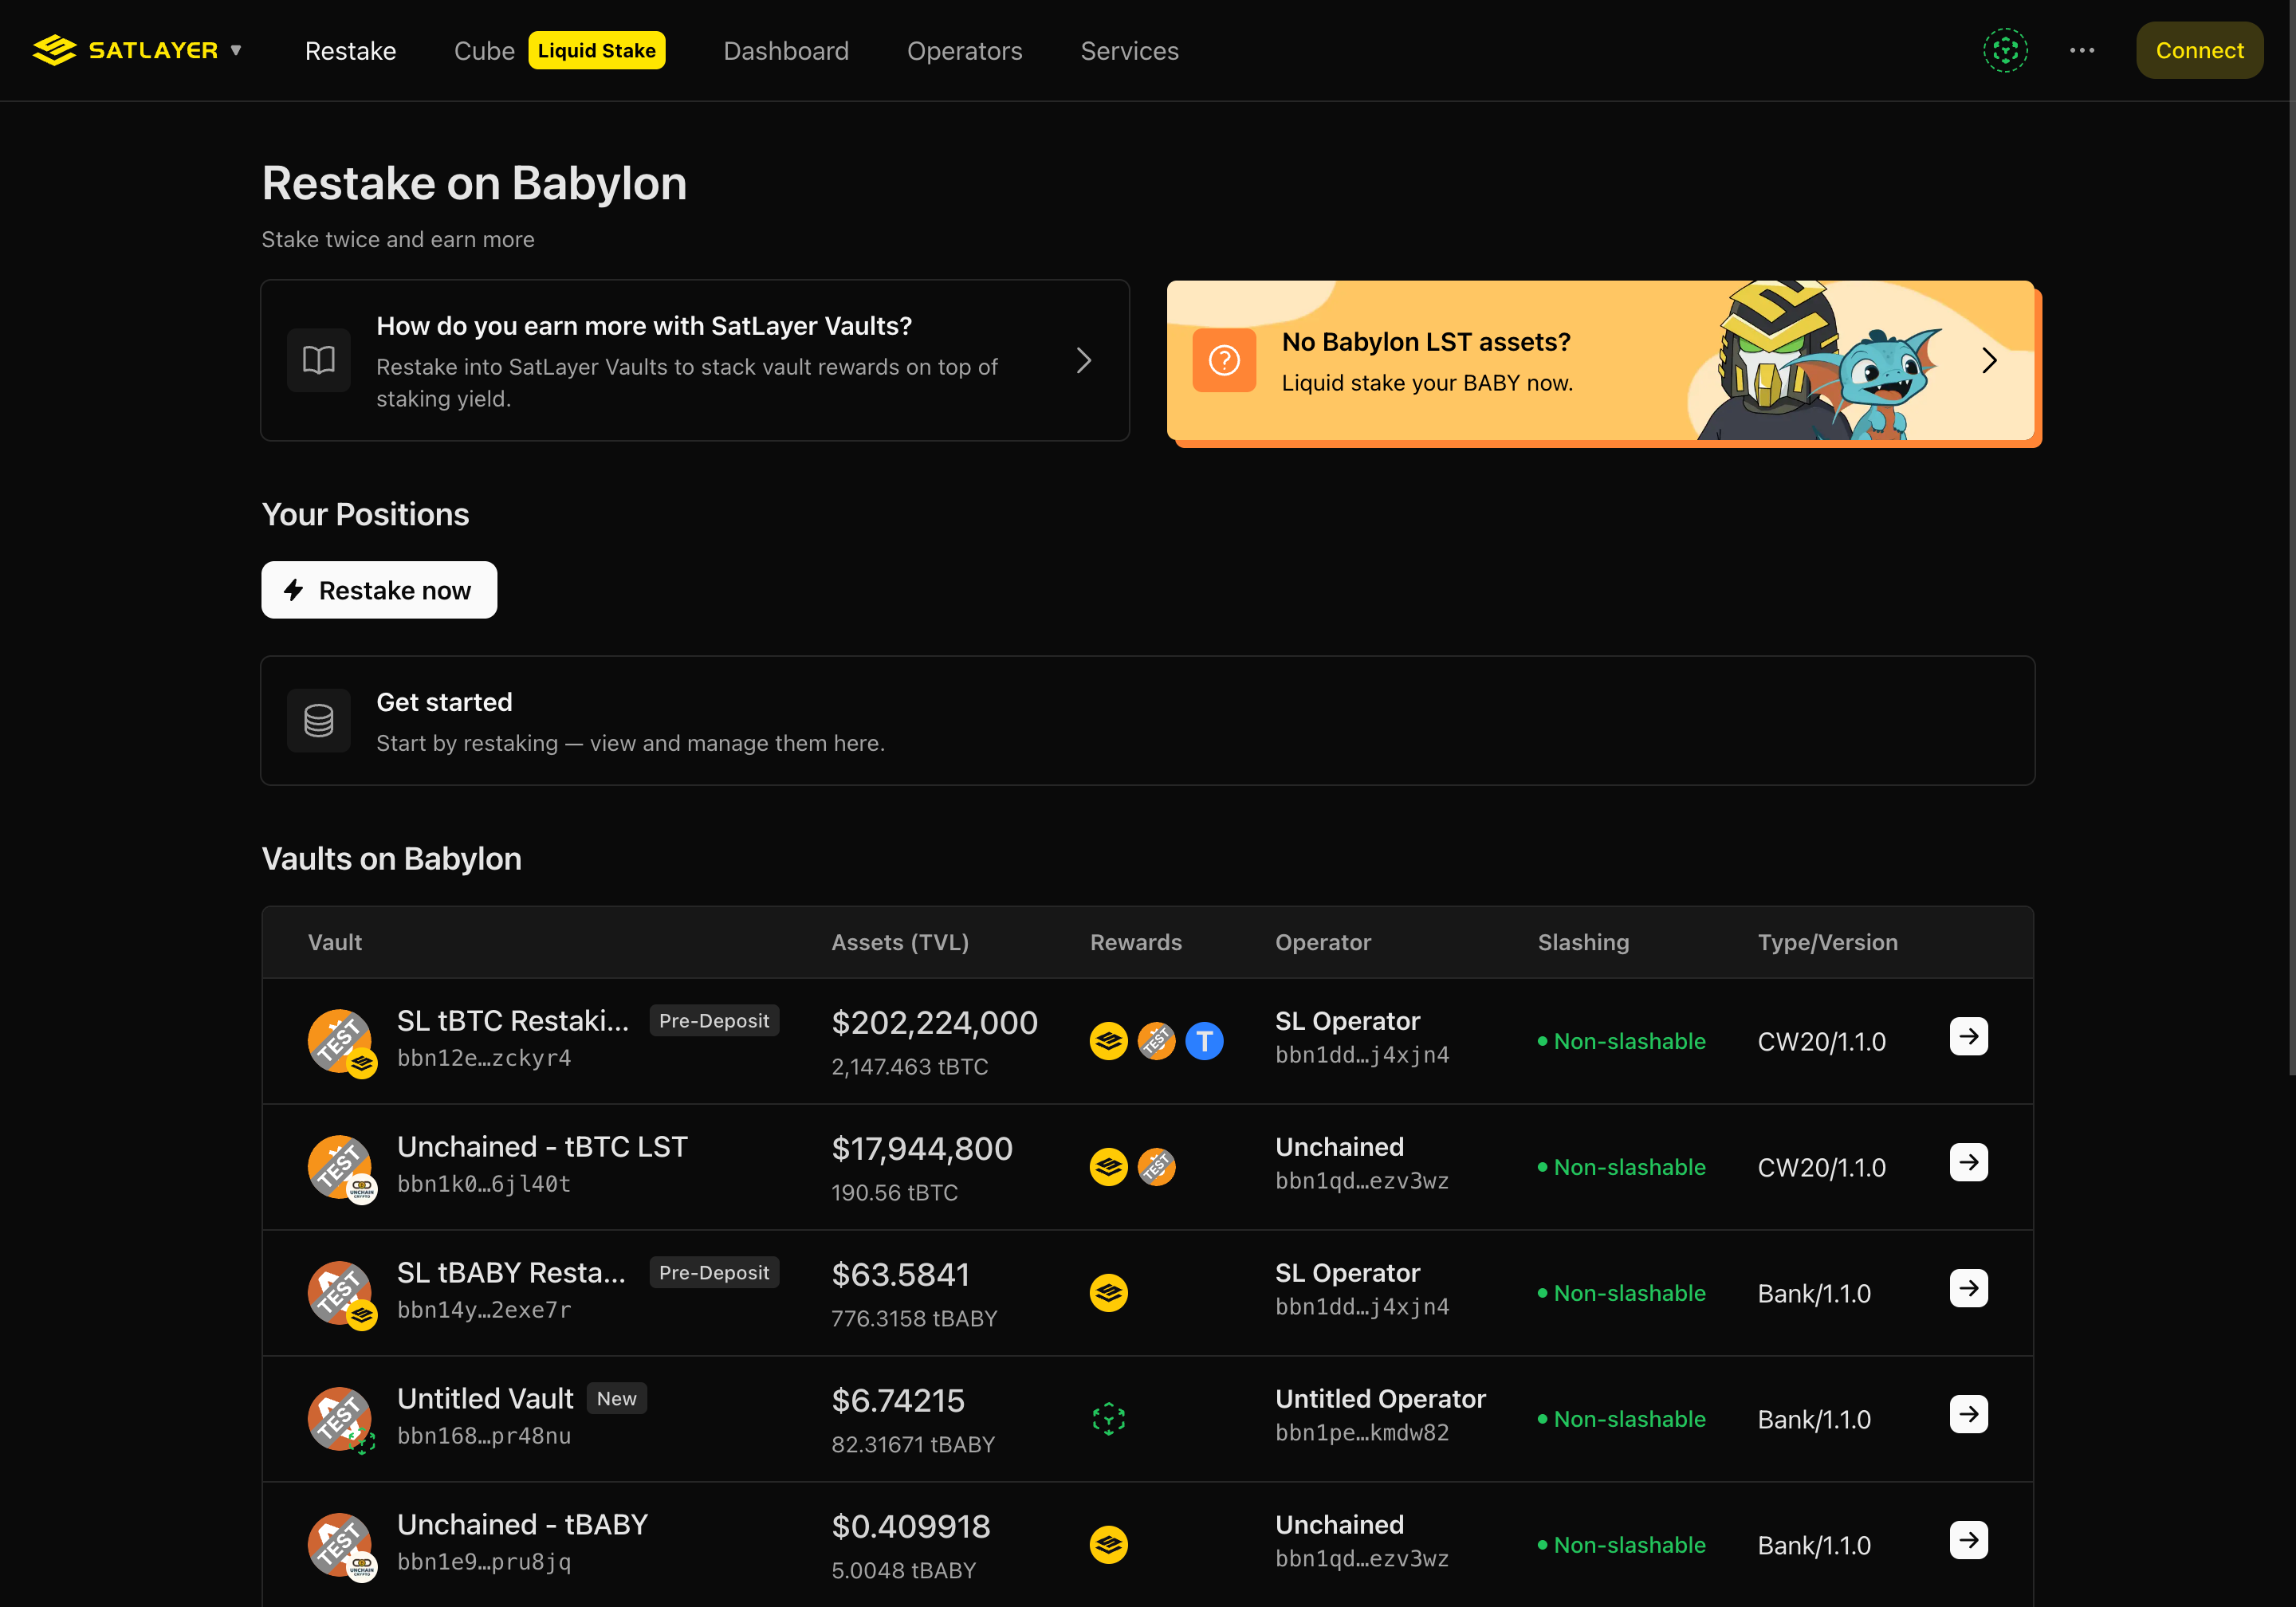 SATLAYER
Restake
Cube Liquid Stake
Dashboard
Operators
Services
Connect
Restake on Babylon
Stake twice and earn more
How do you earn more with SatLayer Vaults?
Restake into SatLayer Vaults to stack vault rewards on top of
staking yield.
No Babylon LST assets?
Liquid stake your BABY now.
Your Positions
Restake now
Get started
Start by restaking — view and manage them here.
Vaults on Babylon
Vault Assets (TVL) Rewards Operator Slashing Type/Version
TEST SL tBTC Restaki... Pre-Deposit $202,224,000 TEST T SL Operator Non-slashable CW20/1.1.0
bbn12e…zckyr4 2,147.463 tBTC bbn1dd…j4xjn4
TEST Unchained - tBTC LST $17,944,800 TEST Unchained Non-slashable CW20/1.1.0
UNCHAIN CRYPTO bbn1k0…6jl40t 190.56 tBTC bbn1qd…ezv3wz
TEST SL tBABY Resta... Pre-Deposit $63.5841 SL Operator Non-slashable Bank/1.1.0
bbn14y…2exe7r 776.3158 tBABY bbn1dd…j4xjn4
TEST Untitled Vault New $6.74215 Untitled Operator Non-slashable Bank/1.1.0
bbn168…pr48nu 82.31671 tBABY bbn1pe…kmdw82
TEST Unchained - tBABY $0.409918 Unchained Non-slashable Bank/1.1.0
UNCHAIN CRYPTO bbn1e9…pru8jq 5.0048 tBABY bbn1qd…ezv3wz